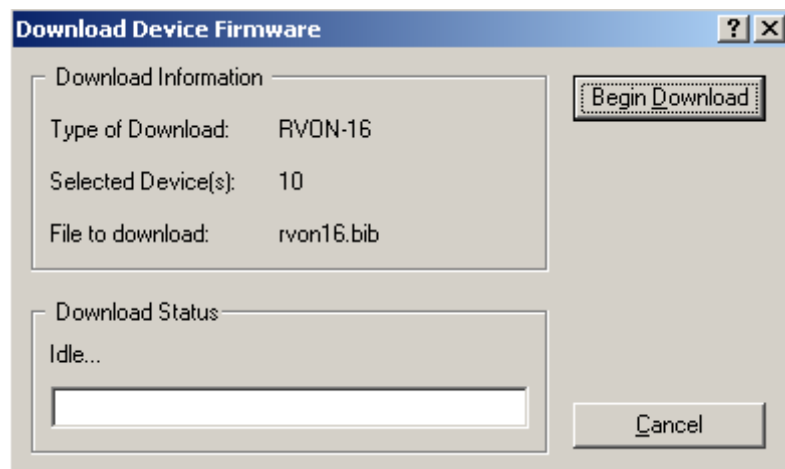 Download Device Firmware
Download Information
Type of Download: RVON-16
Selected Device(s): 10
File to download: rvon16.bib
Begin Download
Download Status
Idle...
Cancel